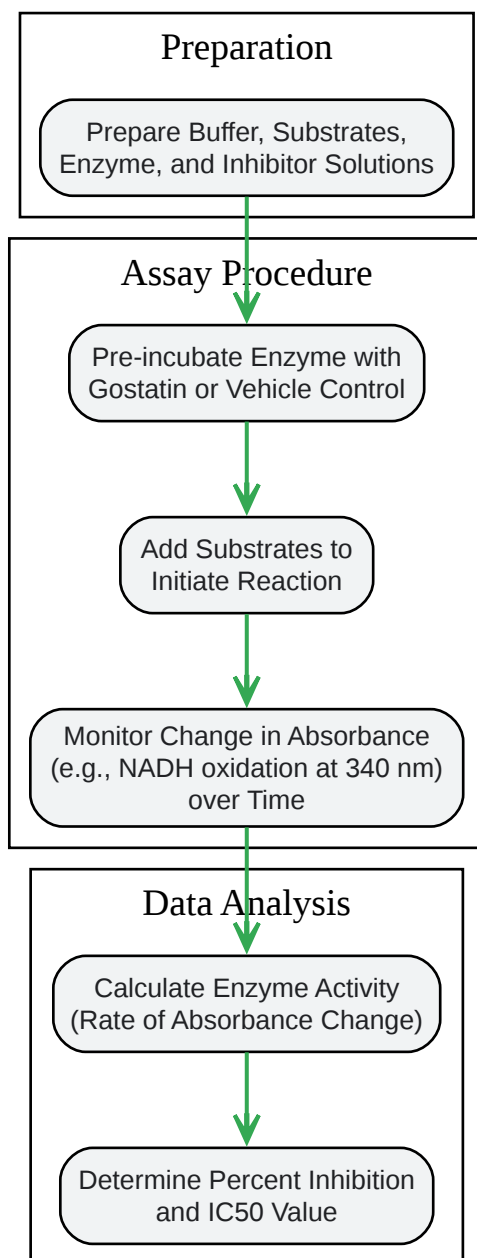 Preparation
Prepare Buffer, Substrates,
Enzyme, and Inhibitor Solutions
Assay Procedure
Pre-incubate Enzyme with
Gostatin or Vehicle Control
Add Substrates to
Initiate Reaction
Monitor Change in Absorbance
(e.g., NADH oxidation at 340 nm)
over Time
Data Analysis
Calculate Enzyme Activity
(Rate of Absorbance Change)
Determine Percent Inhibition
and IC50 Value